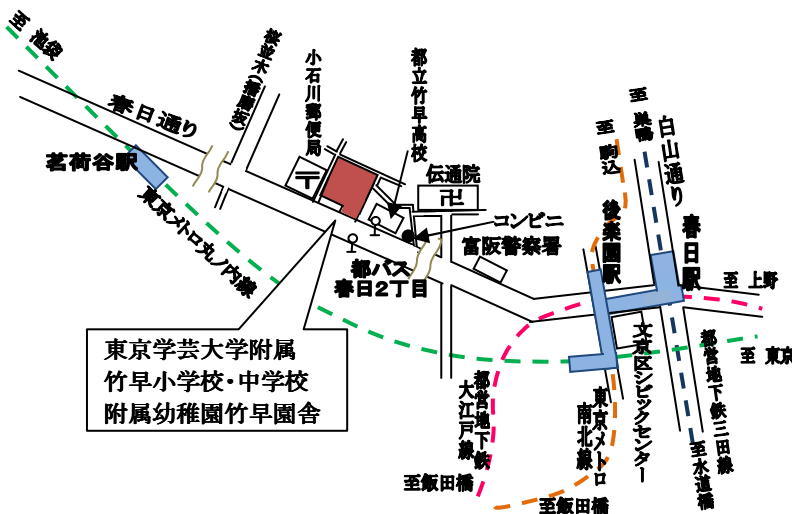 至 池袋
春日通り
茗荷谷駅
桜並木(播磨坂)
小石川郵便局
〒
都立竹早高校
伝通院
卍
コンビニ
富阪警察署
都バス
春日2丁目
東京メトロ丸ノ内線
東京学芸大学附属
竹早小学校・中学校
附属幼稚園竹早園舎
至 駒込
至 巣鴨
白山通り
後楽園駅
春日駅
至 上野
至 東京
文京区シビックセンター
都営地下鉄三田線
至水道橋
都営地下鉄
大江戸線
至飯田橋
東京メトロ
南北線
至飯田橋